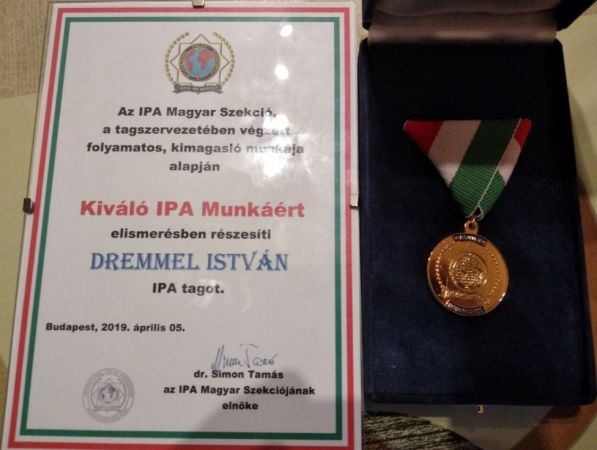 Az IPA Magyar Szekció,
a tagszervezetében végzett
folyamatos, kimagasló munkája
alapján
Kiváló IPA Munkáért
elismerésben részesíti
DREMMEL ISTVÁN
IPA tagot.
Budapest, 2019. április 05.
dr. Simon Tamás
az IPA Magyar Szekciójának
elnöke